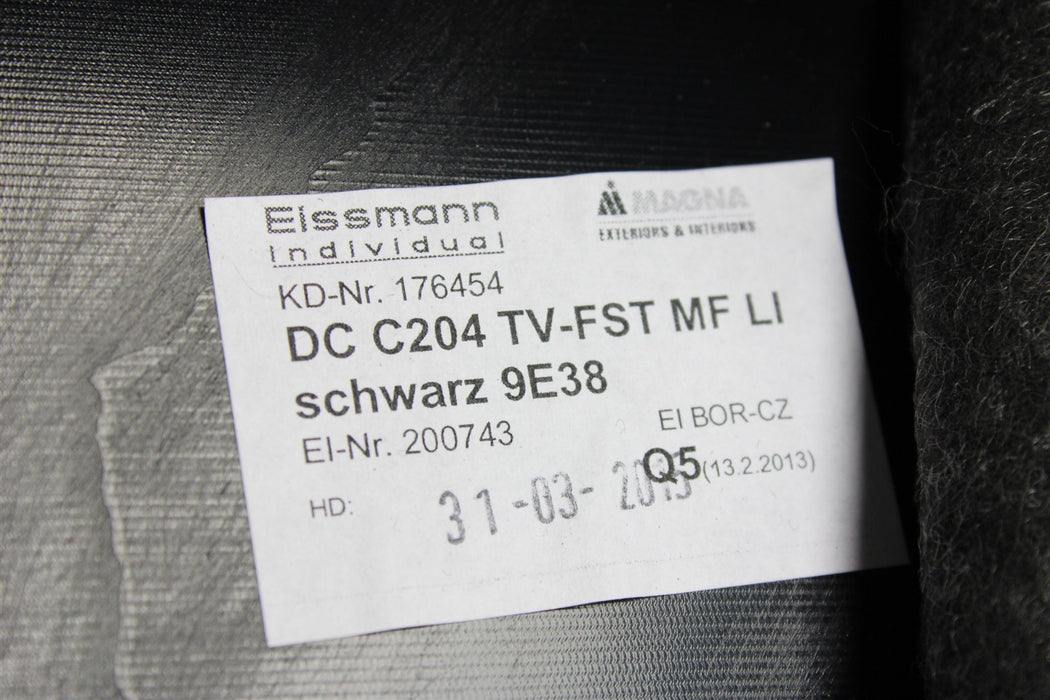 Eissmann
individual
MAGNA
EXTERIORS & INTERIORS
KD-Nr. 176454
DC C204 TV-FST MF LI
schwarz 9E38
EI-Nr. 200743
EI BOR-CZ
Q5 (13.2.2013)
HD:
31-03-